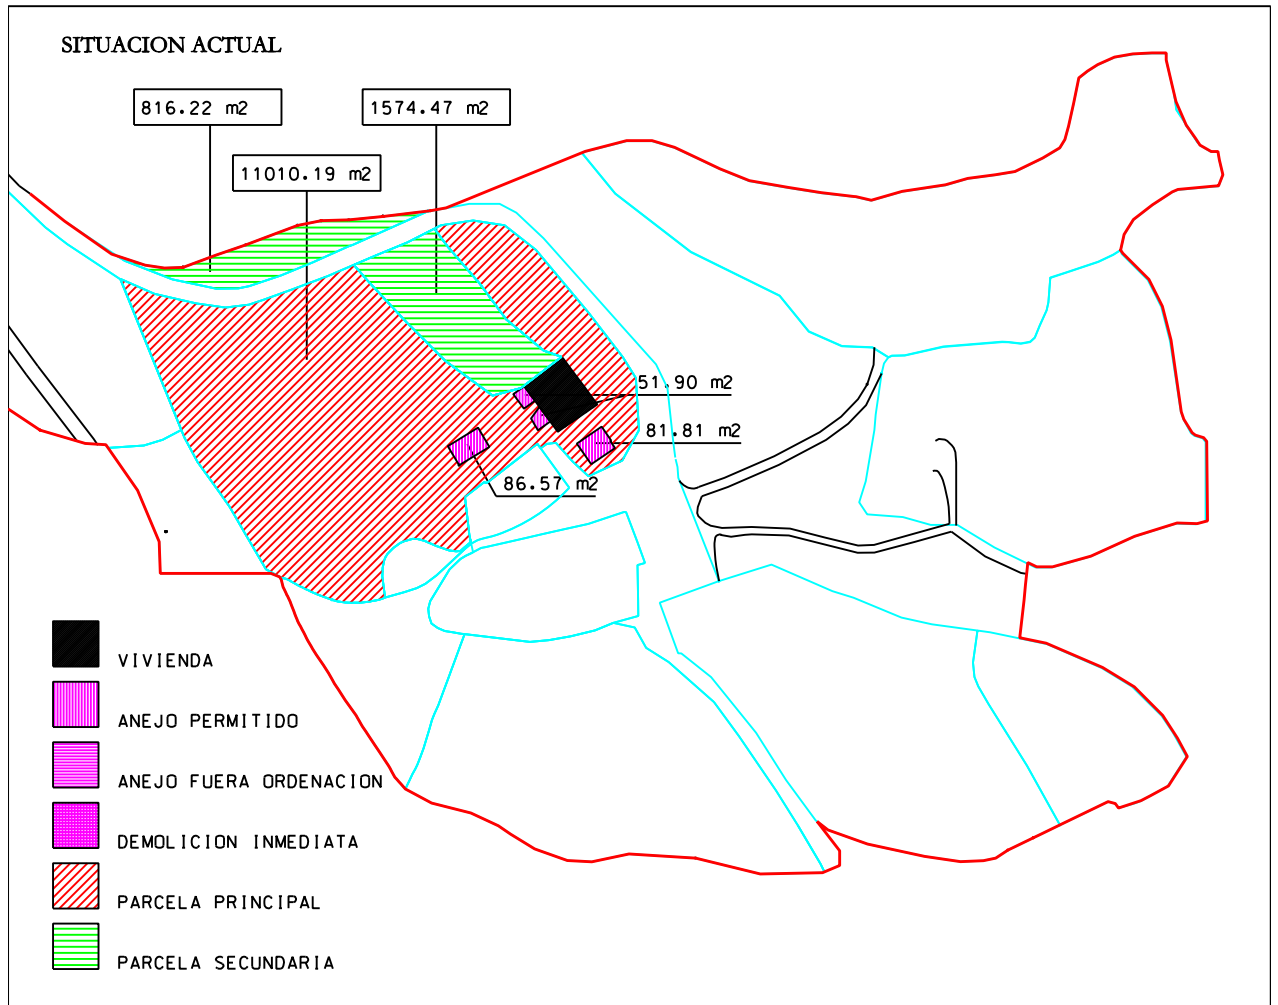 SITUACION ACTUAL
816.22 m2
1574.47 m2
11010.19 m2
51.90 m2
81.81 m2
86.57 m2
VIVIENDA
ANEJO PERMITIDO
ANEJO FUERA ORDENACION
DEMOLICION INMEDIATA
PARCELA PRINCIPAL
PARCELA SECUNDARIA